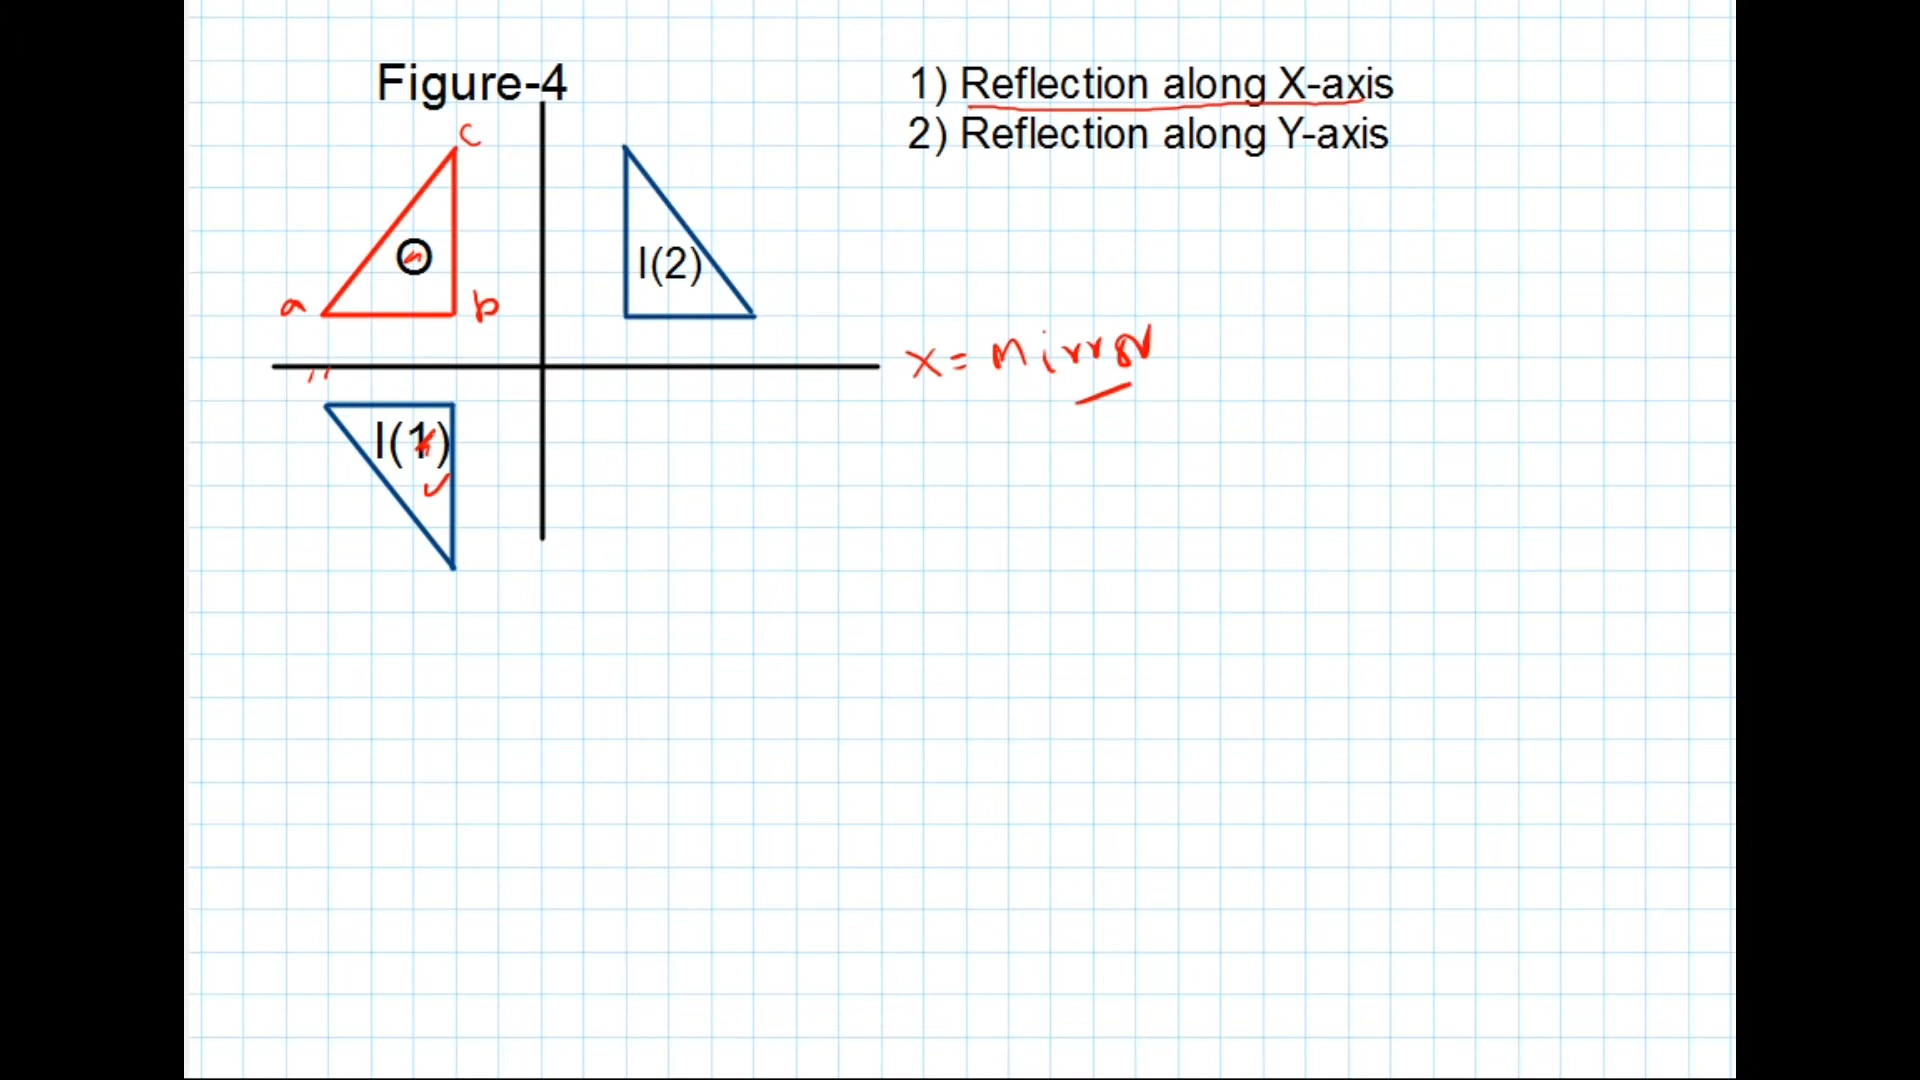 Figure-4
1) Reflection along X-axis
2) Reflection along Y-axis
c
O
I(2)
a
b
x = mirror
I(1)